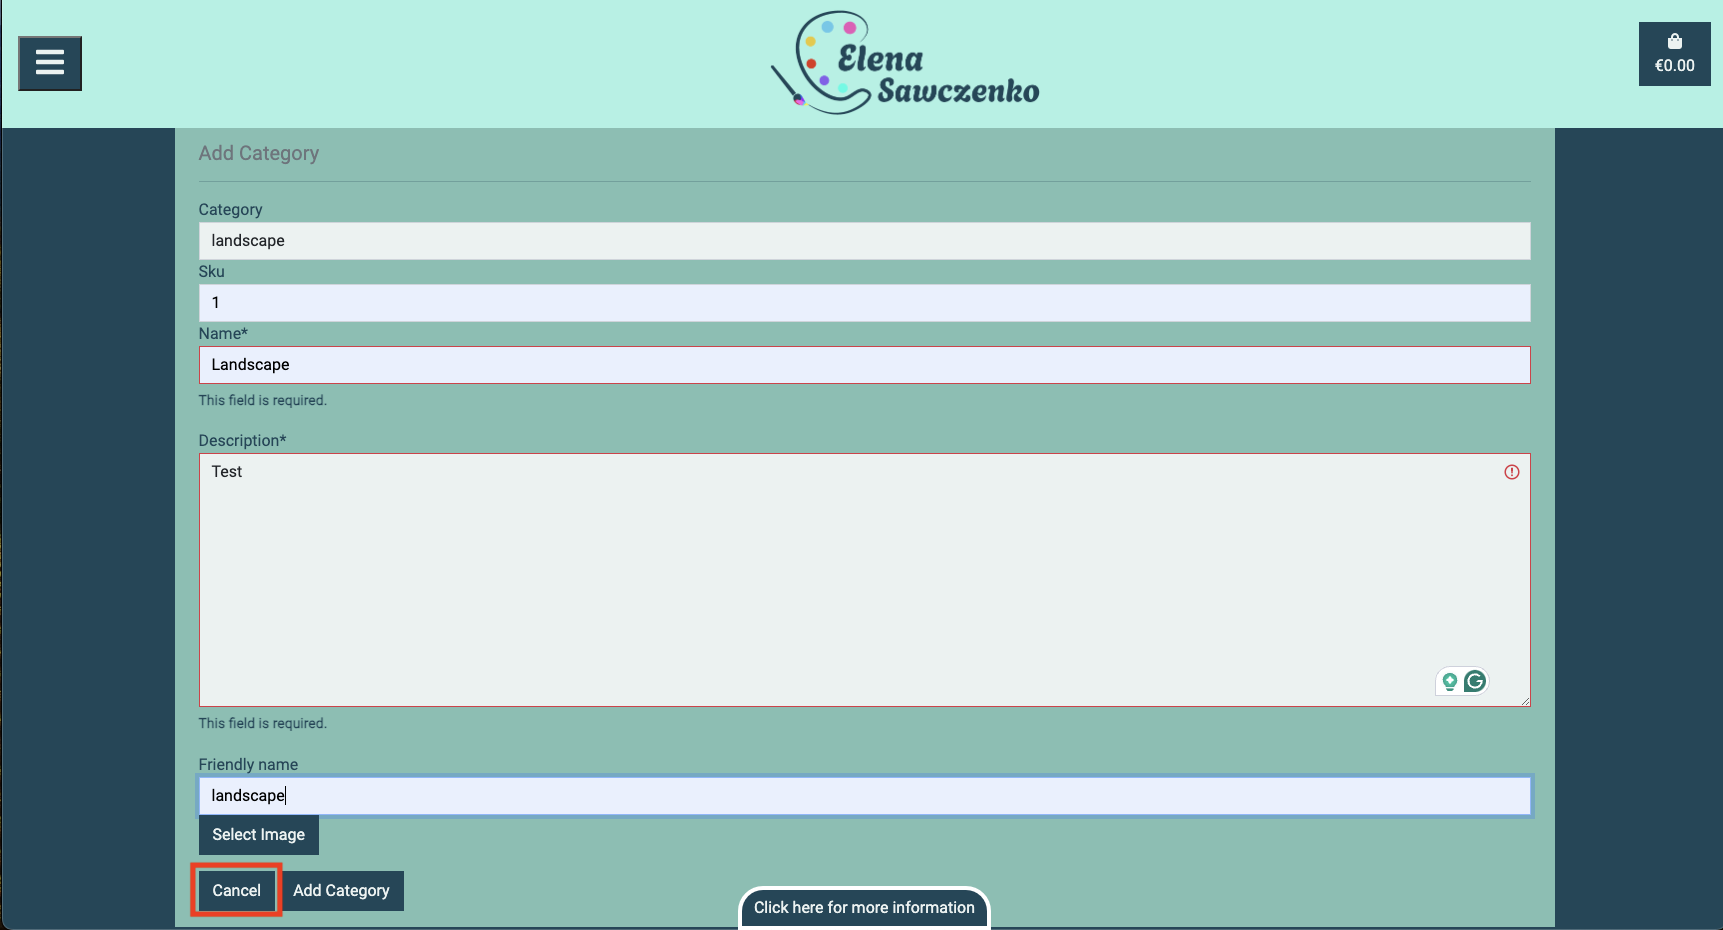 Elena
Sawczenko
€0.00
Add Category
Category
landscape
Sku
1
Name*
Landscape
This field is required.
Description*
Test
This field is required.
Friendly name
landscape
Select Image
Cancel
Add Category
Click here for more information